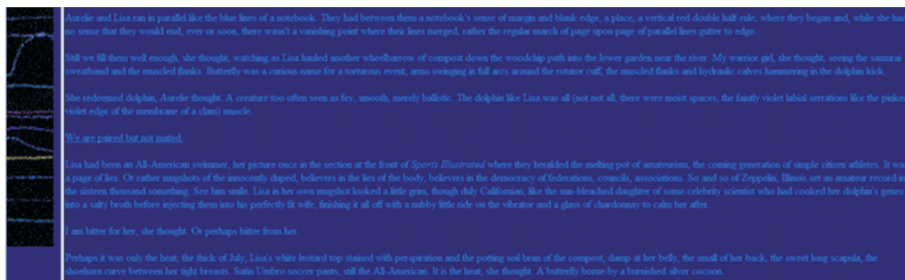 Aurelie and Lisa ran in parallel like the blue lines of a notebook. They had between them a notebook's sense of margin and blank edge, a place, a vertical red double half-rule, where they began and, while she had
no sense that they would end, ever or soon, there wasn't a vanishing point where their lines merged, rather the regular march of page upon page of parallel lines gutter to edge.
Still we fill them well enough, she thought, watching as Lisa hauled another wheelbarrow of compost down the woodchip path into the lower garden near the river. My warrior girl, she thought, seeing the samurai
sweatband and the muscled flanks. Butterfly was a curious name for a torturous event, arms swinging in full arcs around the rotator cuff, the muscled flanks and hydraulic calves hammering in the dolphin kick.
She redeemed dolphin, Aurelie thought. A creature too often seen as fey, smooth, merely ballistic. The dolphin like Lisa was all (not not all, there were moist spaces, the faintly violet labial serrations like the pinked
violet edge of the membrane of a clam) muscle.
We are paired but not mated.
Lisa had been an All-American swimmer, her picture once in the section at the front of Sports Illustrated where they heralded the melting pot of amateurism, the coming generation of simple citizen athletes. It was
a page of lies. Or rather mugshots of the innocently duped, believers in the lies of the body, believers in the democracy of federations, councils, associations. So and so of Zeppelin, Illinois set an amateur record in
the sixteen thousand something. See him smile. Lisa in her own mugshot looked a little grim, though duly Californian, like the sun-bleached daughter of some celebrity scientist who had cooked her dolphin's genes
into a salty broth before injecting them into his perfectly fit wife, finishing it all off with a nubby little ride on the vibrator and a glass of chardonnay to calm her after.
I am bitter for her, she thought. Or perhaps bitter from her.
Perhaps it was only the heat, the thick of July, Lisa's white leotard top stained with perspiration and the potting soil bran of the compost, damp at her belly, the small of her back, the sweet long scapula, the
shoehorn curve between her tight breasts. Satin Umbro soccer pants, still the All-American. It is the heat, she thought. A butterfly borne by a burnished silver cocoon.